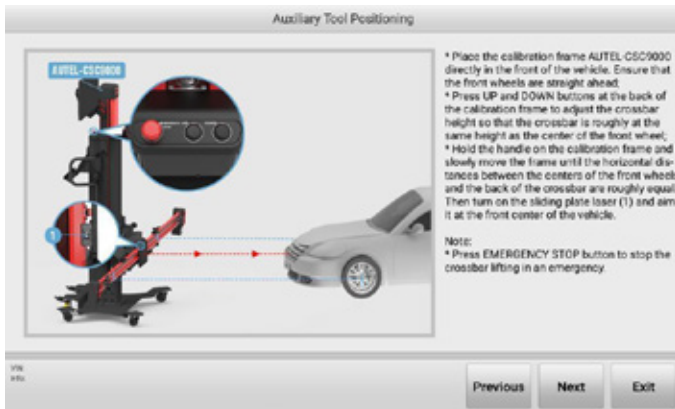 Auxiliary Tool Positioning
AUTEL-CSC9000
1
* Place the calibration frame AUTEL-CSC9000
directly in the front of the vehicle. Ensure that
the front wheels are straight ahead;
* Press UP and DOWN buttons at the back of
the calibration frame to adjust the crossbar
height so that the crossbar is roughly at the
same height as the center of the front wheel;
* Hold the handle on the calibration frame and
slowly move the frame until the horizontal dis-
tances between the centers of the front wheels
and the back of the crossbar are roughly equal.
Then turn on the sliding plate laser (1) and aim
it at the front center of the vehicle.
Note:
* Press EMERGENCY STOP button to stop the
crossbar lifting in an emergency.
VIN
Previous
Next
Exit